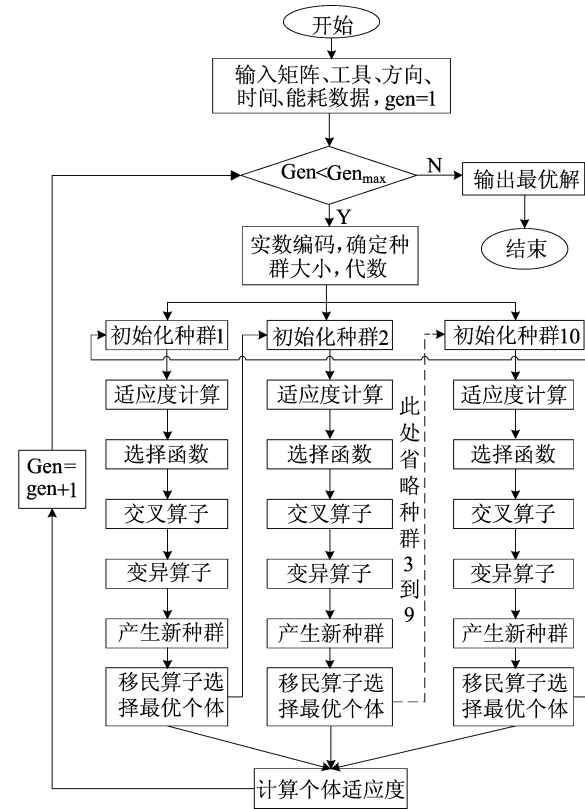 开始
输入矩阵、工具、方向、
时间、能耗数据，gen=1
Gen<Genmax
N
输出最优解
Y
结束
实数编码，确定种
群大小，代数
初始化种群1
初始化种群2
初始化种群10
适应度计算
适应度计算
适应度计算
选择函数
选择函数
选择函数
交叉算子
交叉算子
交叉算子
变异算子
变异算子
变异算子
产生新种群
产生新种群
产生新种群
移民算子选
择最优个体
移民算子选
择最优个体
移民算子选
择最优个体
此处省略种群3到9
Gen=
gen+1
计算个体适应度